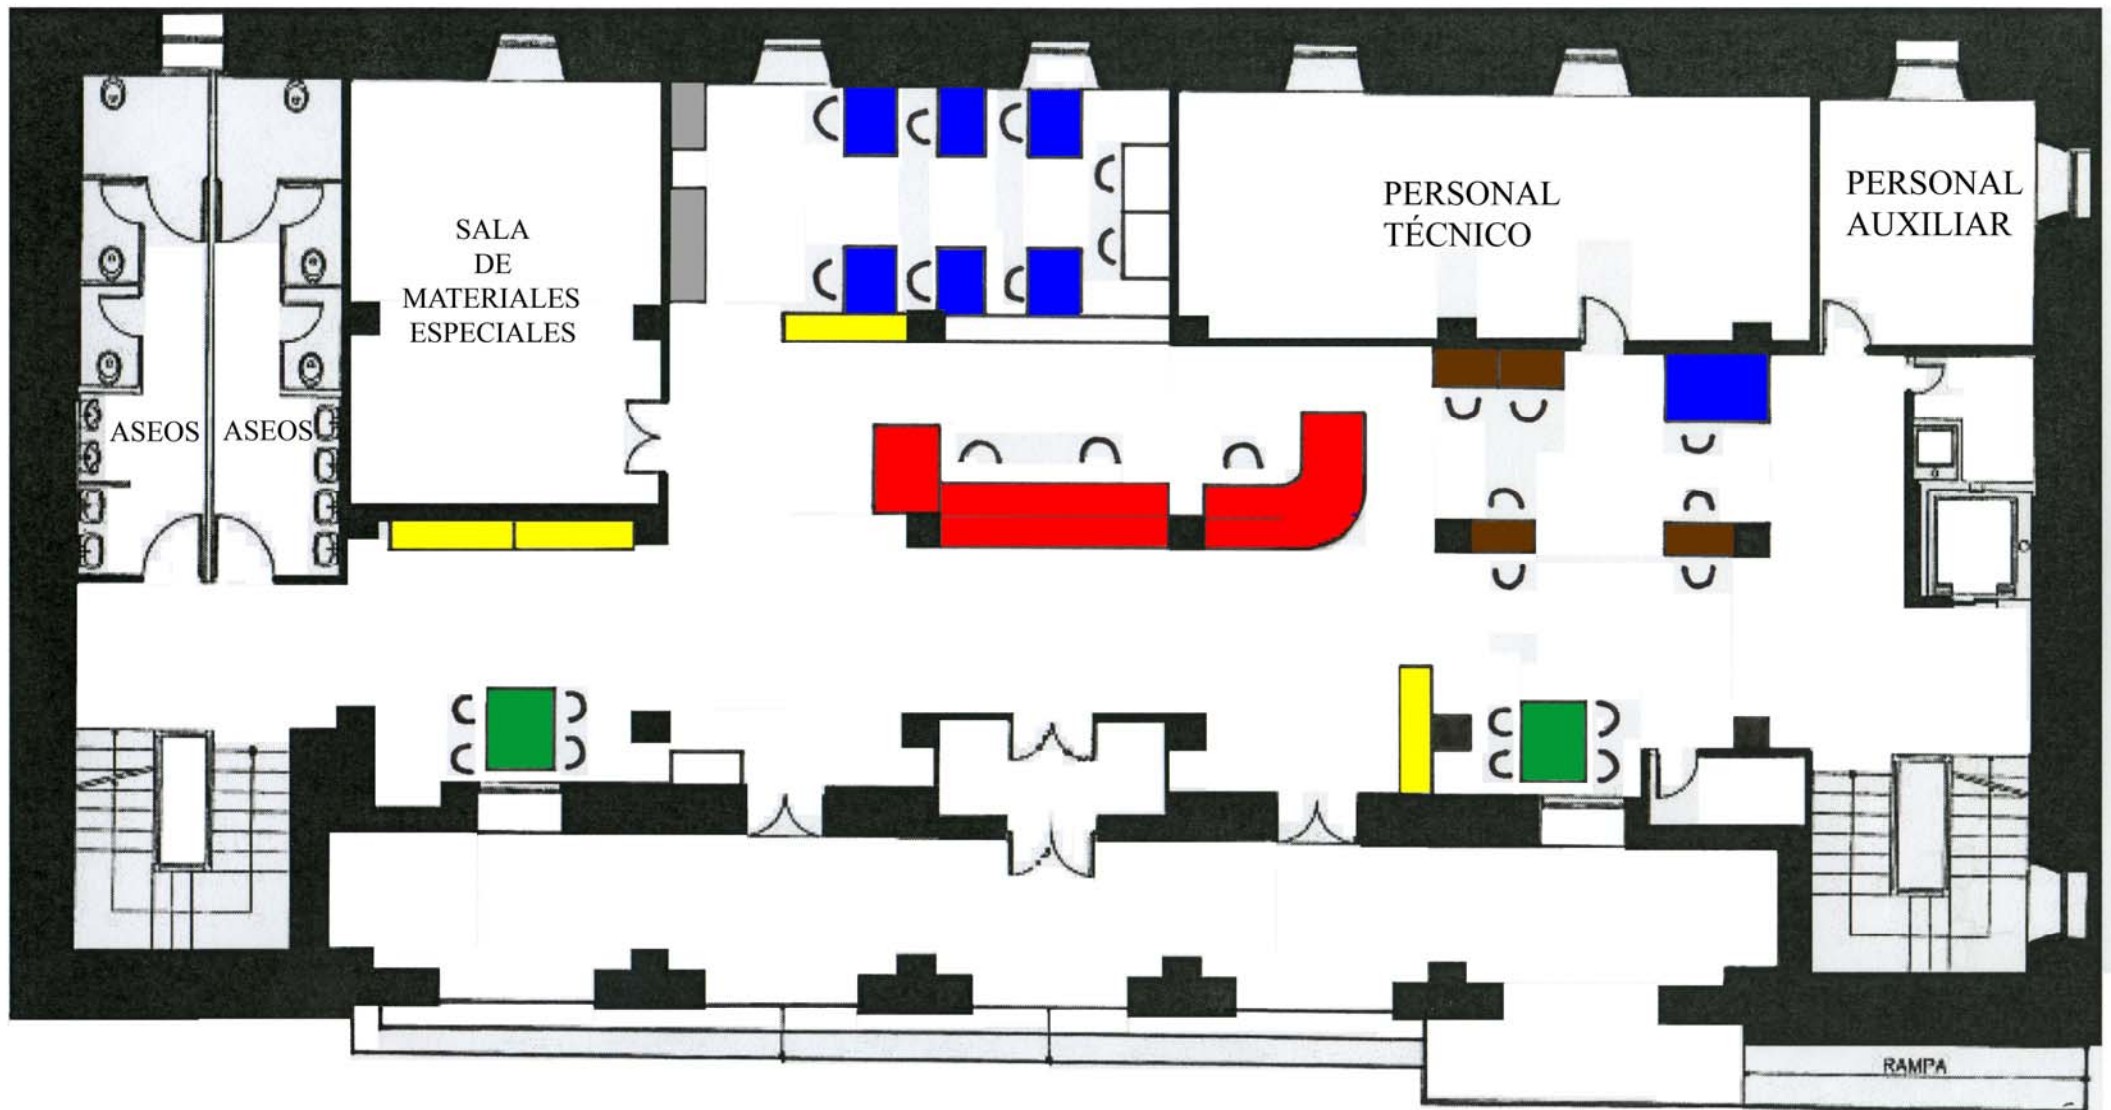 SALA
DE
MATERIALES
ESPECIALES
PERSONAL
TÉCNICO
PERSONAL
AUXILIAR
ASEOS
ASEOS
RAMPA